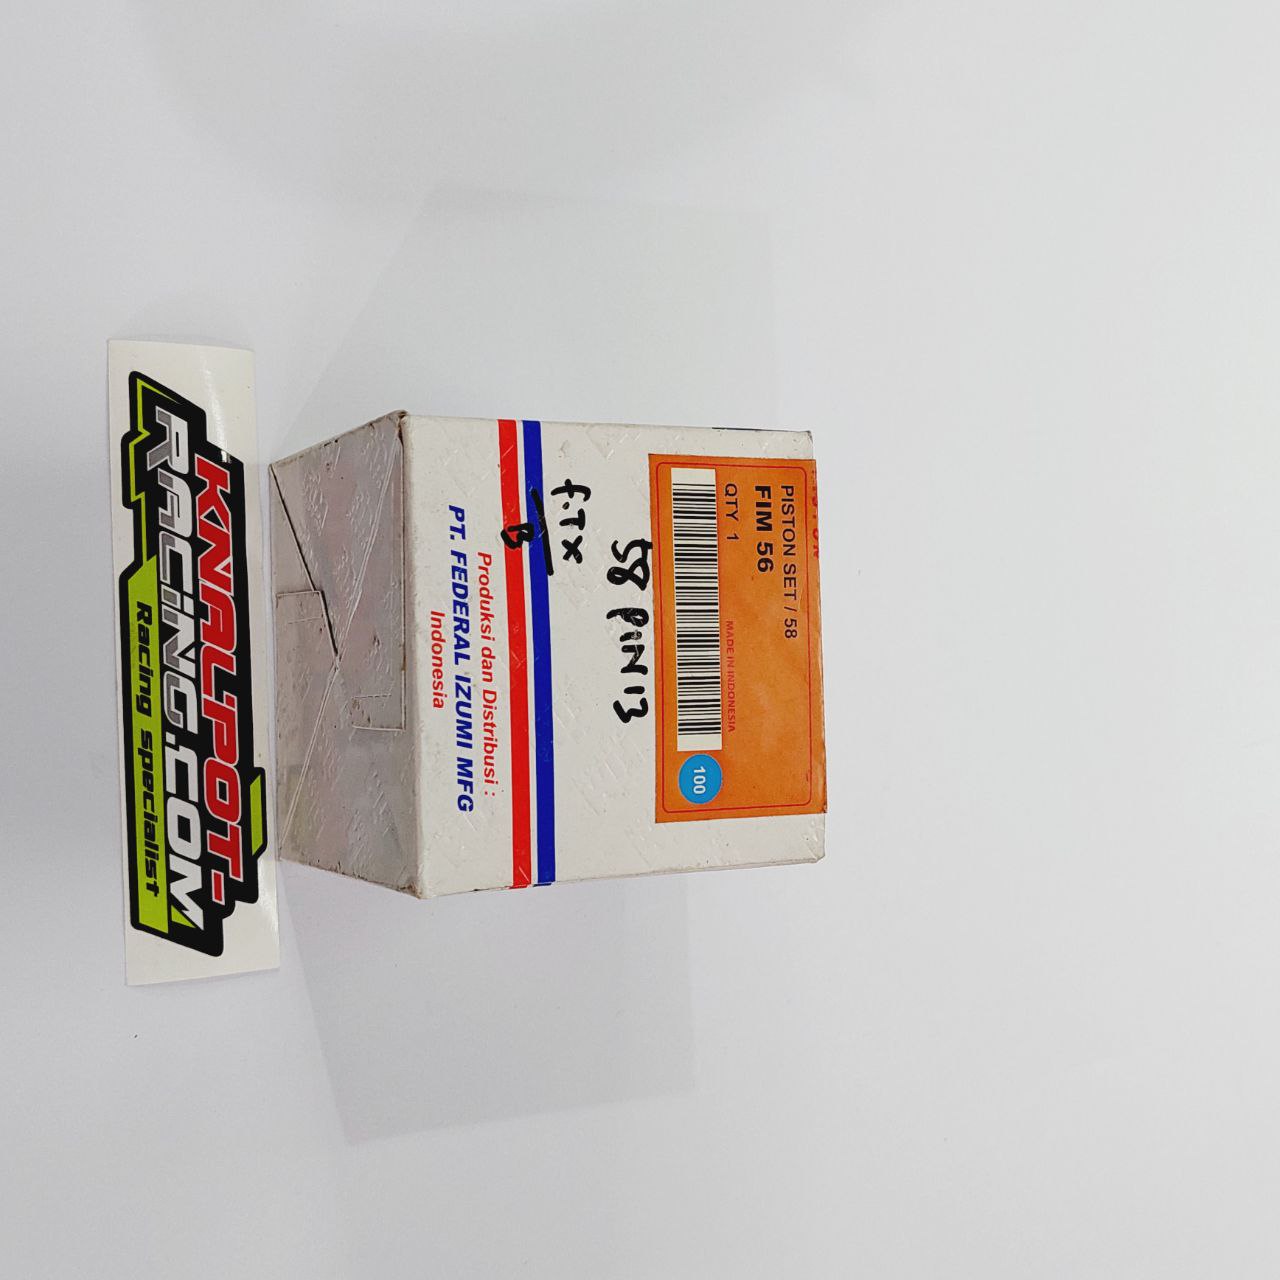 PISTON SET / 58
FIM 56
QTY 1
MADE IN INDONESIA
100
58 PIN 13
F.TX
B
Produksi dan Distribusi :
PT. FEDERAL IZUMI MFG
Indonesia
KNALPOT-
RACING.COM
Racing Specialist